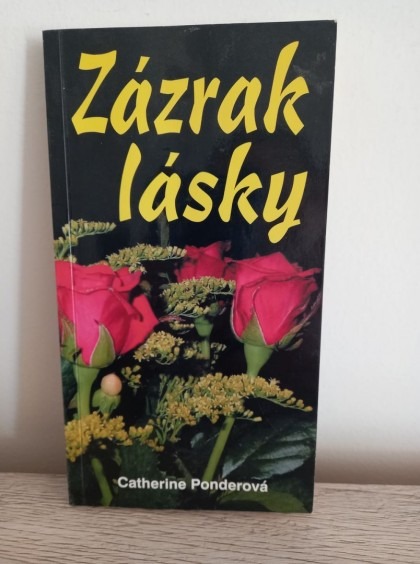 Zázrak
lásky
Catherine Ponderová